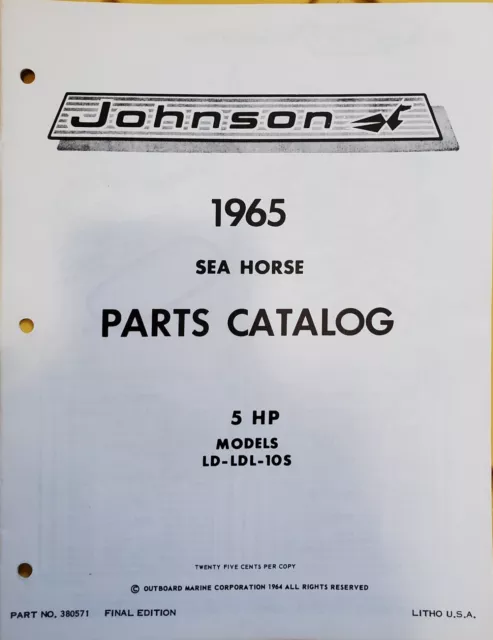 Johnson
1965
SEA HORSE
PARTS CATALOG
5 HP
MODELS
LD-LDL-10S
TWENTY FIVE CENTS PER COPY
© OUTBOARD MARINE CORPORATION 1964 ALL RIGHTS RESERVED
PART NO. 380571 FINAL EDITION LITHO U.S.A.